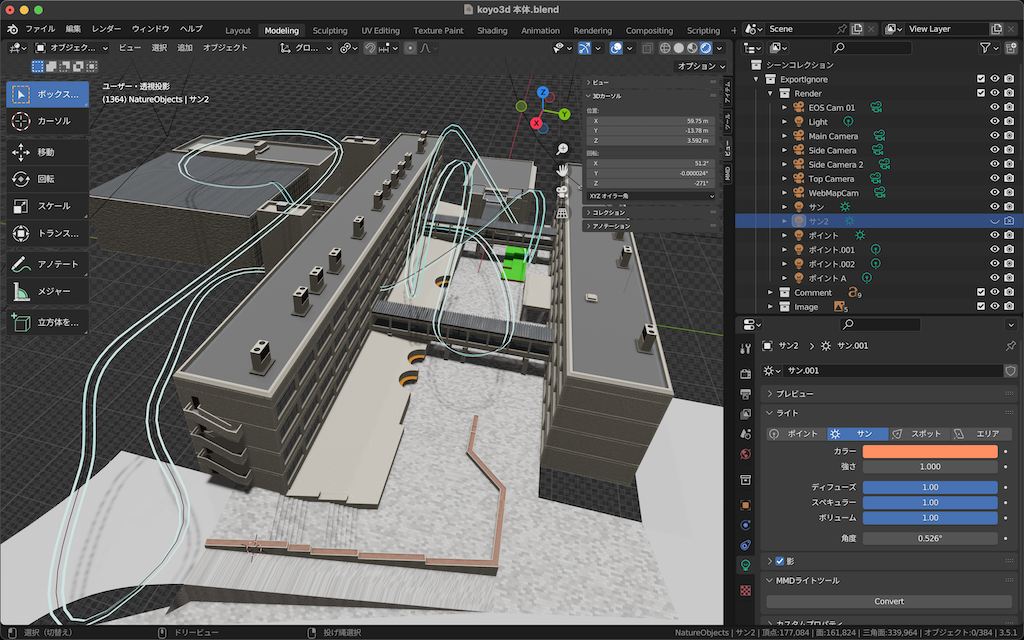 koyo3d 本体.blend
ファイル 編集 レンダー ウィンドウ ヘルプ Layout Modeling Sculpting UV Editing Texture Paint Shading Animation Rendering Compositing Scripting Scene View Layer
オブジェク... ビュー 選択 追加 オブジェクト グロ...
オプション
ボックス...
カーソル
移動
回転
スケール
トランス...
アノテート
メジャー
立方体を...
ユーザー・透視投影
(1364) NatureObjects | サン2
ビュー
3Dカーソル
位置:
X 59.75 m
Y -13.78 m
Z 3.592 m
回転:
X 51.2°
Y -0.000024°
Z -271°
XYZ オイラー角
コレクション
アノテーション
アイテム
ツール
ビュー
MMD
Z
Y
X
シーンコレクション
ExportIgnore
Render
EOS Cam 01
Light
Main Camera
Side Camera
Side Camera 2
Top Camera
WebMapCam
サン
サン2
ポイント
ポイント.001
ポイント.002
ポイント A
Comment 9
Image 5
サン2 サン.001
サン.001
プレビュー
ライト
ポイント サン スポット エリア
カラー
強さ 1.000
ディフューズ 1.00
スペキュラー 1.00
ボリューム 1.00
角度 0.526°
影
MMDライトツール
Convert
カスタムプロパティ
選択（切替え） ドリービュー 投げ縄選択 NatureObjects | サン2 | 頂点:177,084 | 面:161,824 | 三角面:339,964 | オブジェクト:0/384 | 3.5.1